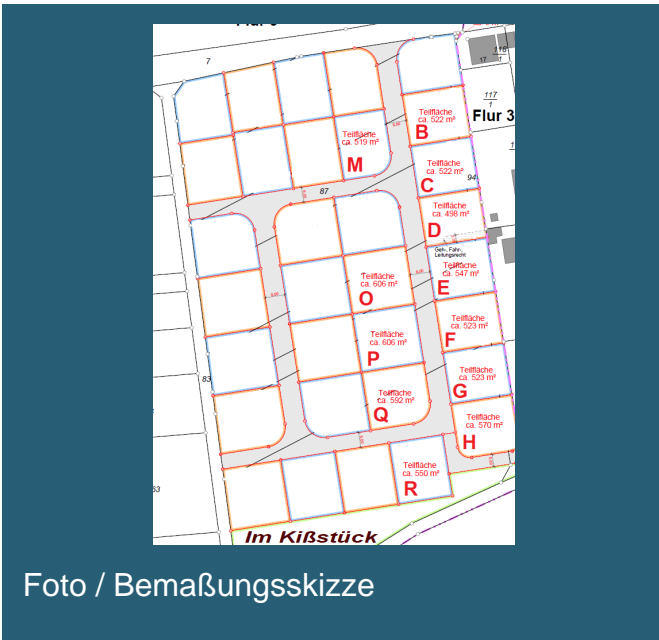 7
17
118
1
117
1
Flur 3
Teilfläche
ca. 522 m²
B
Teilfläche
ca. 519 m²
M
Teilfläche
ca. 522 m²
C
94
87
Teilfläche
ca. 498 m²
D
Geh-, Fahr-,
Leitungsrecht
Teilfläche
ca. 547 m²
E
Teilfläche
ca. 606 m²
O
Teilfläche
ca. 523 m²
F
Teilfläche
ca. 606 m²
P
Teilfläche
ca. 523 m²
G
83
Teilfläche
ca. 592 m²
Q
Teilfläche
ca. 570 m²
H
Teilfläche
ca. 550 m²
R
Im Kißstück
Foto / Bemaßungsskizze